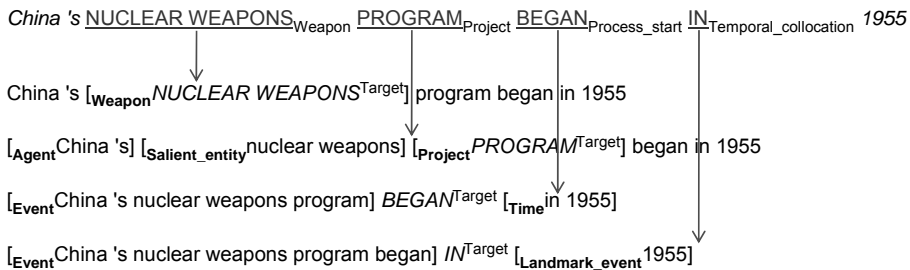 China 's NUCLEAR WEAPONS Weapon PROGRAM Project BEGAN Process_start IN Temporal_collocation 1955
China 's [Weapon NUCLEAR WEAPONS Target] program began in 1955
[Agent China 's] [Salient_entity nuclear weapons] [Project PROGRAM Target] began in 1955
[Event China 's nuclear weapons program] BEGAN Target [Time in 1955]
[Event China 's nuclear weapons program began] IN Target [Landmark_event 1955]